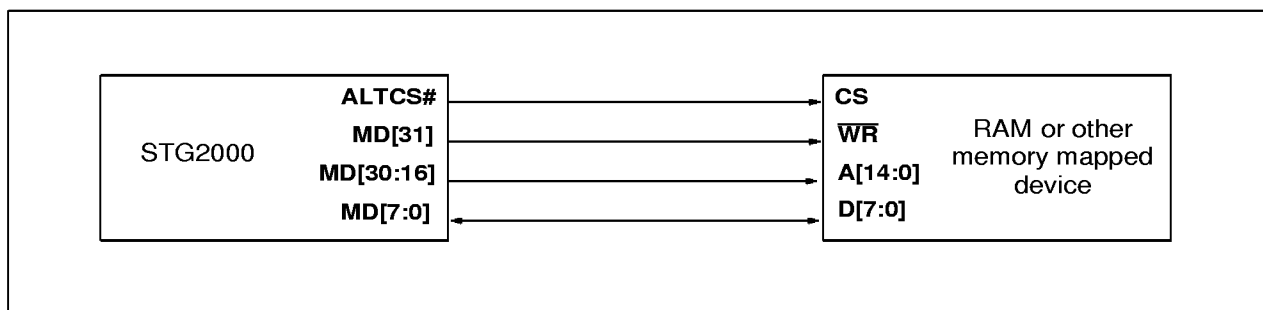 STG2000
ALTCS#
MD[31]
MD[30:16]
MD[7:0]
CS
W̅R̅
A[14:0]
D[7:0]
RAM or other
memory mapped
device